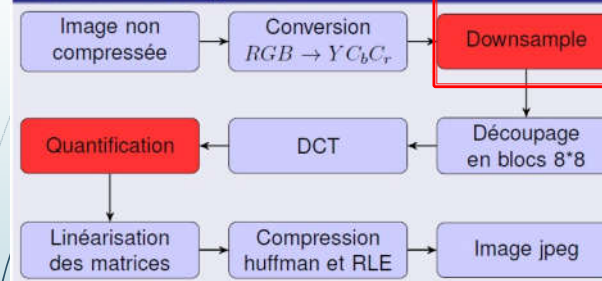 Image non
compressée
Conversion
RGB → YCbCr
Downsample
Découpage
en blocs 8*8
DCT
Quantification
Linéarisation
des matrices
Compression
huffman et RLE
Image jpeg